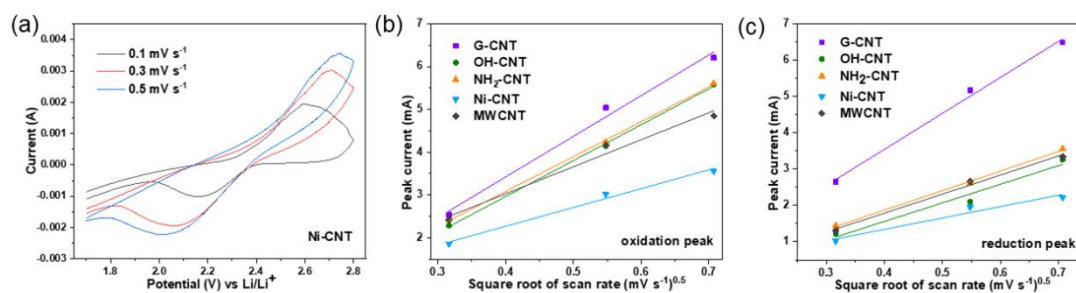 (a)
0.1 mV s⁻¹
0.3 mV s⁻¹
0.5 mV s⁻¹
Ni-CNT
Current (A)
0.004
0.003
0.002
0.001
0.000
-0.001
-0.002
-0.003
1.8 2.0 2.2 2.4 2.6 2.8
Potential (V) vs Li/Li⁺
(b)
G-CNT
OH-CNT
NH₂-CNT
Ni-CNT
MWCNT
oxidation peak
Peak current (mA)
7
6
5
4
3
2
0.3 0.4 0.5 0.6 0.7
Square root of scan rate (mV s⁻¹)⁰·⁵
(c)
G-CNT
OH-CNT
NH₂-CNT
Ni-CNT
MWCNT
reduction peak
Peak current (mA)
7
6
5
4
3
2
1
0.3 0.4 0.5 0.6 0.7
Square root of scan rate (mV s⁻¹)⁰·⁵